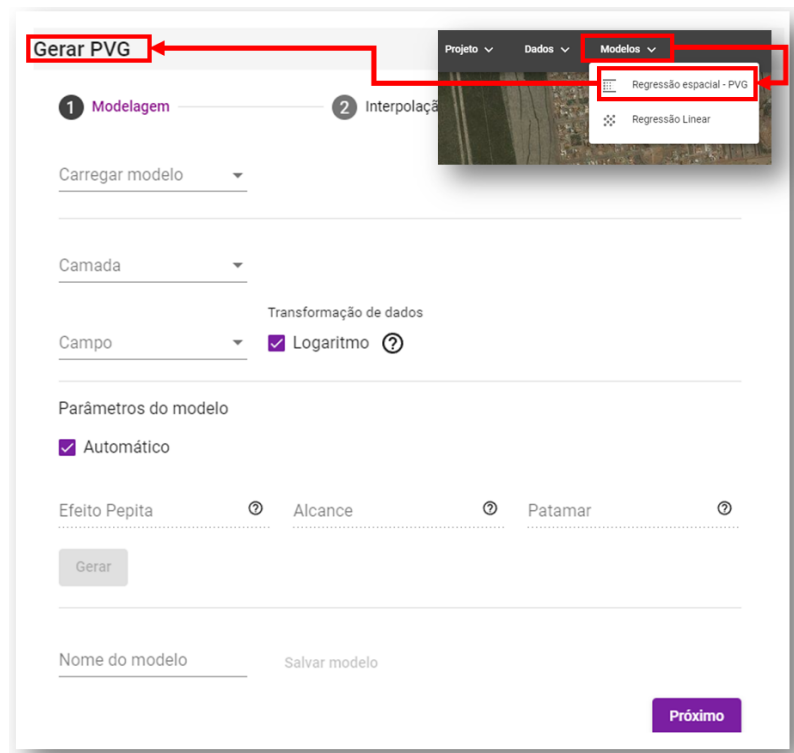 Gerar PVG
Projeto Dados Modelos
Regressão espacial - PVG
Regressão Linear
1 Modelagem 2 Interpolaçã
Carregar modelo
Camada
Transformação de dados
Campo Logaritmo ?
Parâmetros do modelo
Automático
Efeito Pepita ? Alcance ? Patamar ?
Gerar
Nome do modelo Salvar modelo
Próximo